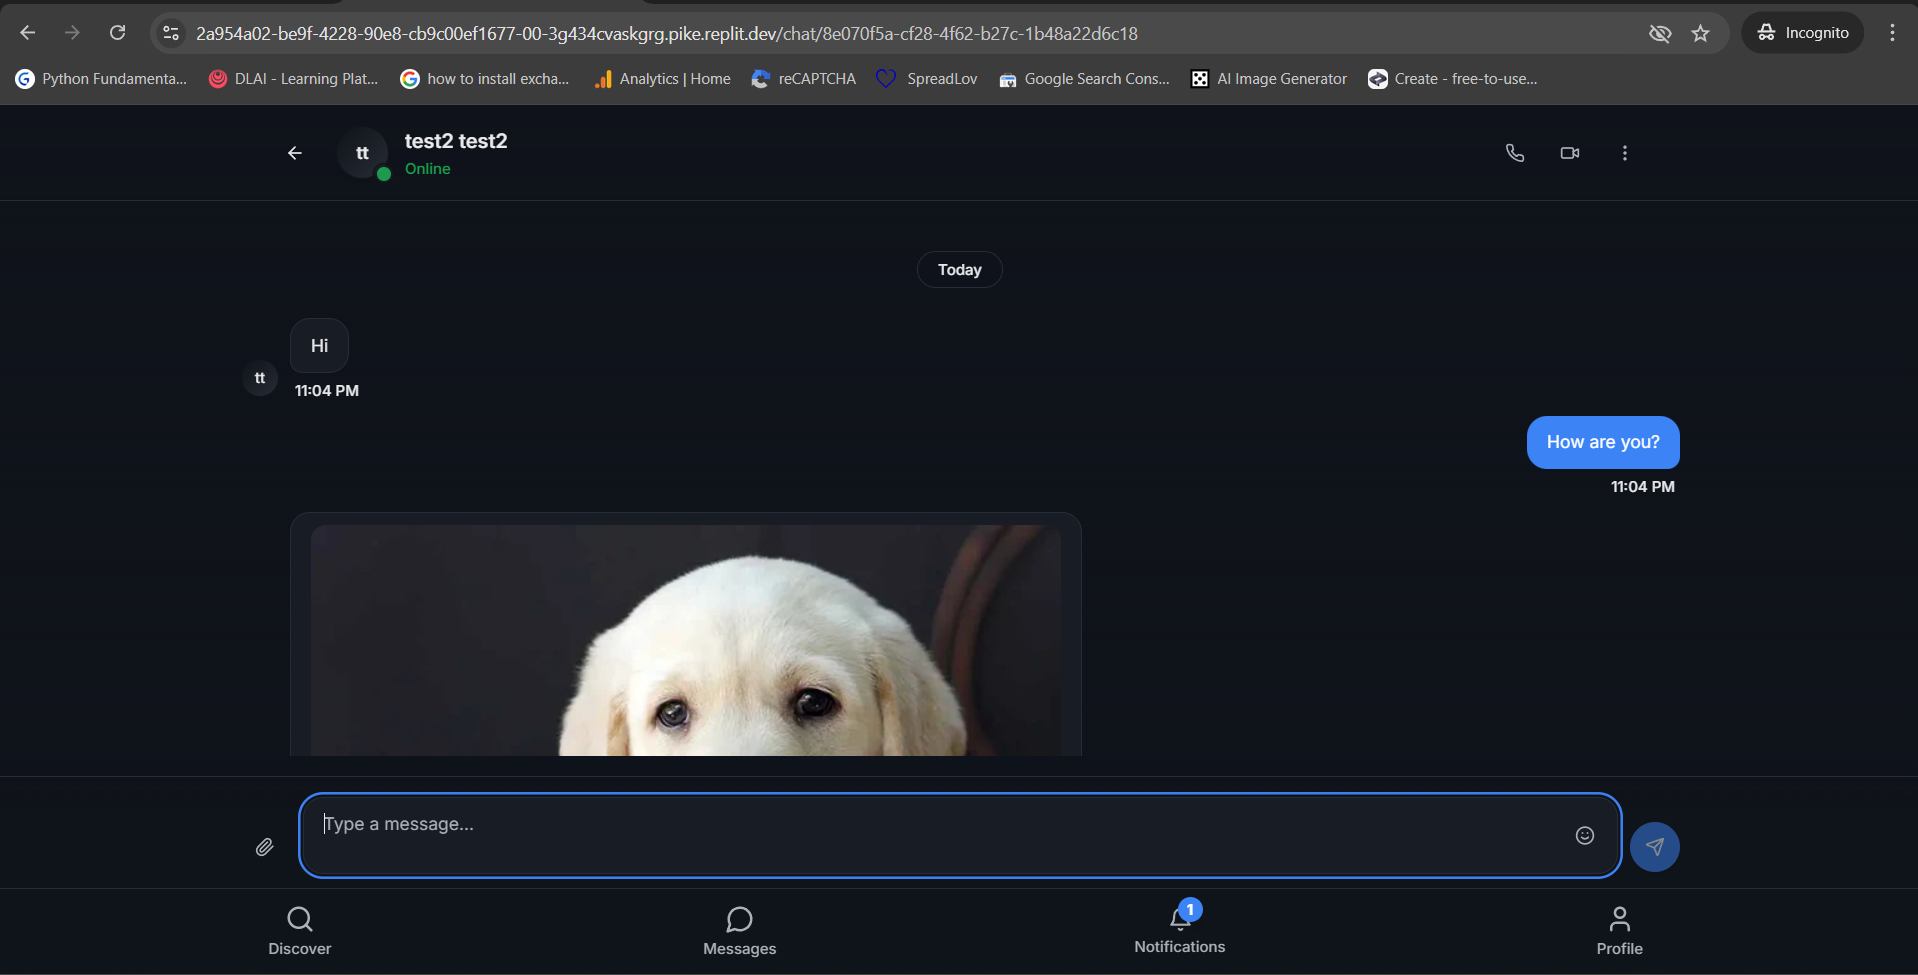 2a954a02-be9f-4228-90e8-cb9c00ef1677-00-3g434cvaskgrg.pike.replit.dev/chat/8e070f5a-cf28-4f62-b27c-1b48a22d6c18 Incognito
Python Fundamenta... DLAI - Learning Plat... how to install excha... Analytics | Home reCAPTCHA SpreadLov Google Search Cons... AI Image Generator Create - free-to-use...
tt test2 test2
Online
Today
Hi
tt
11:04 PM
How are you?
11:04 PM
Type a message...
1
Discover Messages Notifications Profile